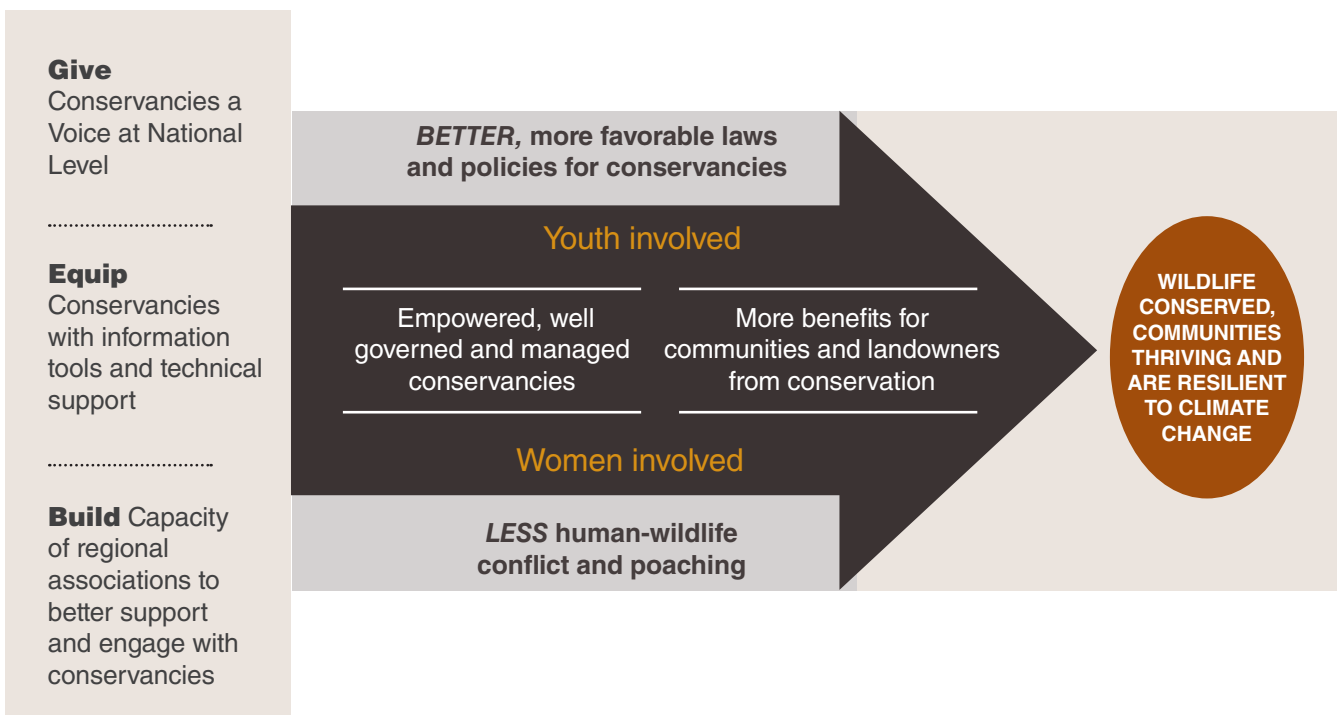 Give
Conservancies a
Voice at National
Level
Equip
Conservancies
with information
tools and technical
support
Build Capacity
of regional
associations to
better support
and engage with
conservancies
BETTER, more favorable laws
and policies for conservancies
Youth involved
Empowered, well
governed and managed
conservancies
More benefits for
communities and landowners
from conservation
Women involved
LESS human-wildlife
conflict and poaching
WILDLIFE
CONSERVED,
COMMUNITIES
THRIVING AND
ARE RESILIENT
TO CLIMATE
CHANGE